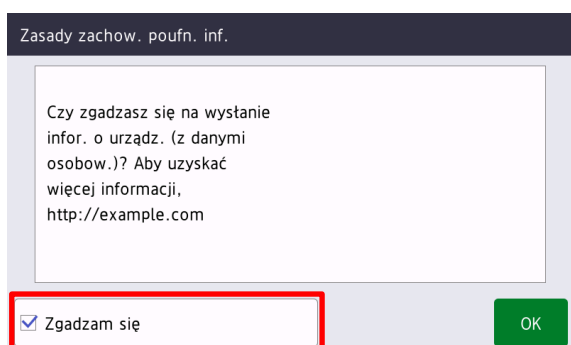 Zasady zachow. poufn. inf.
Czy zgadzasz się na wysłanie
infor. o urządz. (z danymi
osobow.)? Aby uzyskać
więcej informacji,
http://example.com
Zgadzam się
OK